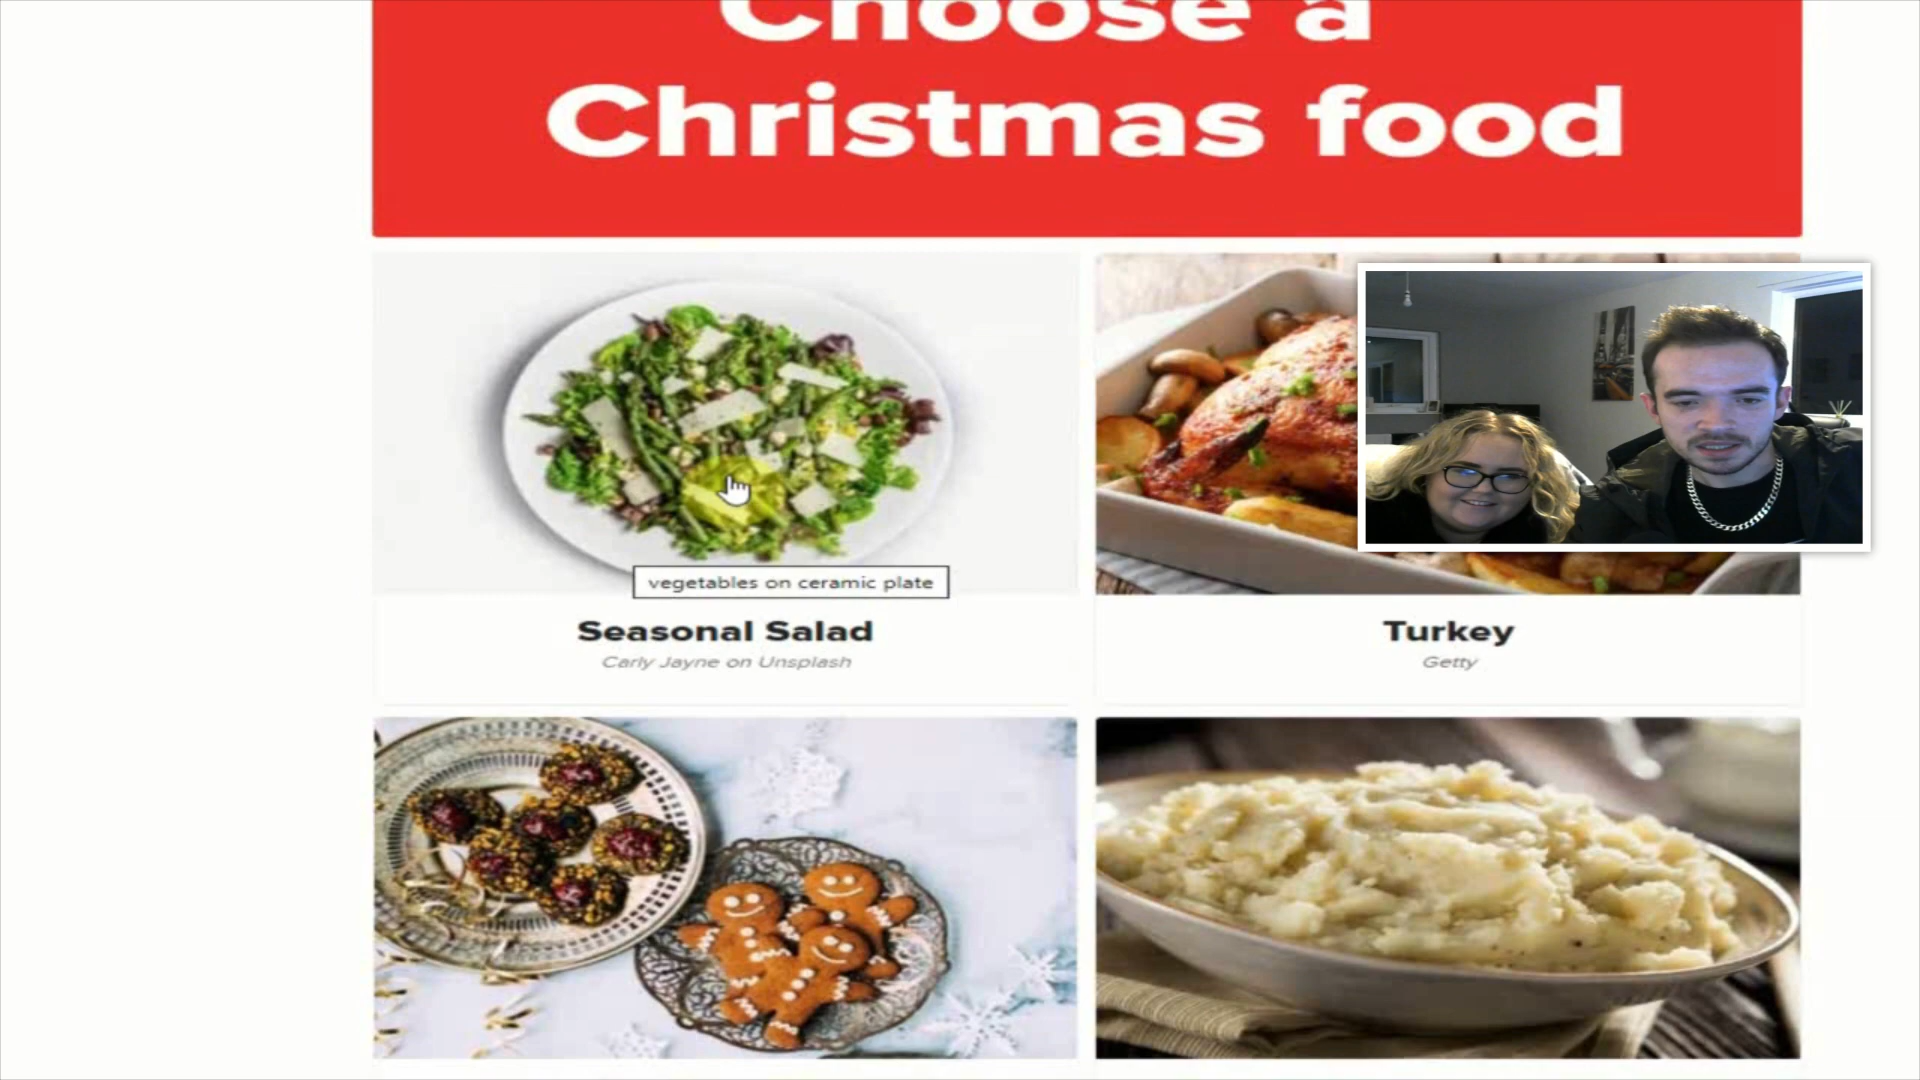 Choose a
Christmas food
vegetables on ceramic plate
Seasonal Salad
Carly Jayne on Unsplash
Turkey
Getty